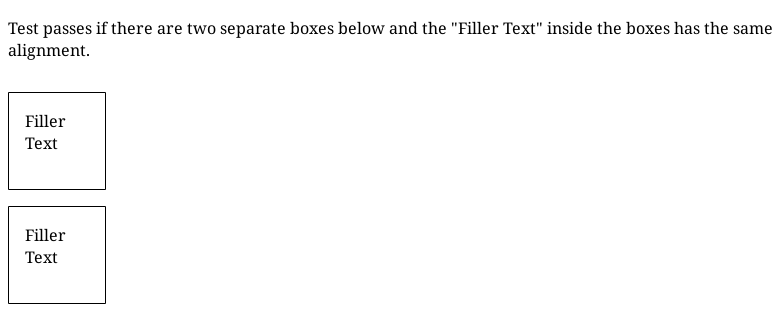 Test passes if there are two separate boxes below and the "Filler Text" inside the boxes has the same
alignment.
Filler
Text
Filler
Text